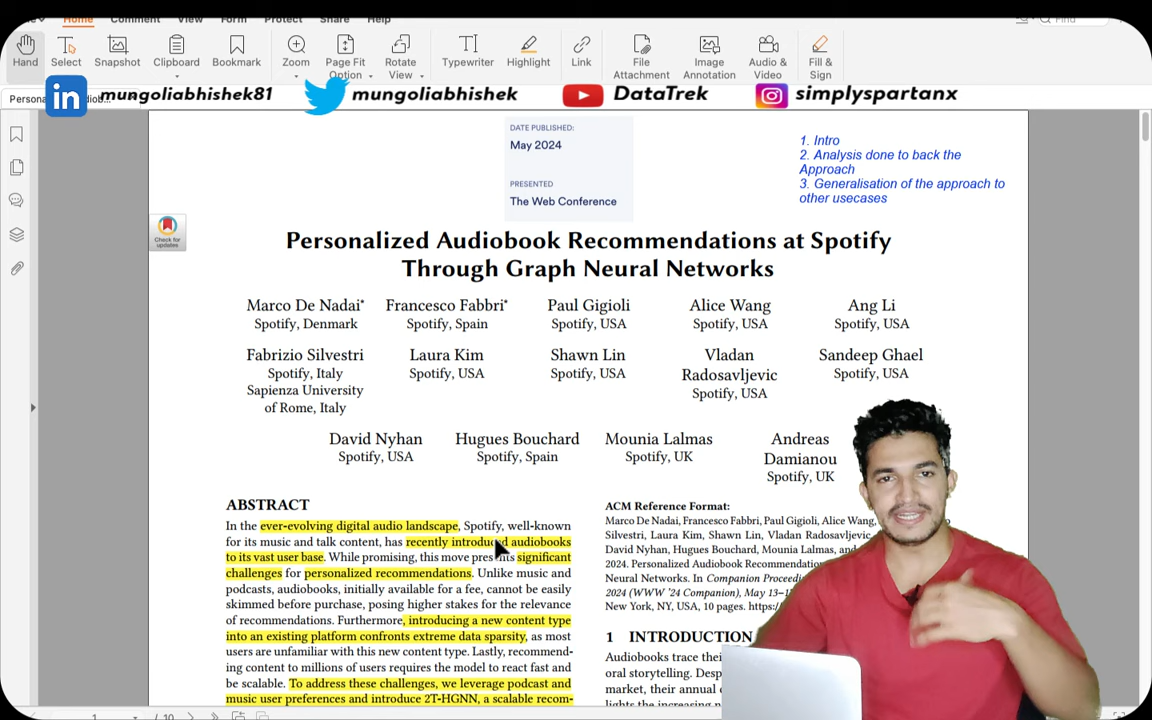 Home Comment View Form Protect Share Help Find
Hand Select Snapshot Clipboard Bookmark Zoom Page Fit Option Rotate View Typewriter Highlight Link File Attachment Image Annotation Audio & Video Fill & Sign
in mungoliabhishek81 mungoliabhishek DataTrek simplyspartanx
DATE PUBLISHED:
May 2024
PRESENTED
The Web Conference
1. Intro
2. Analysis done to back the
Approach
3. Generalisation of the approach to
other usecases
Check for
updates
Personalized Audiobook Recommendations at Spotify
Through Graph Neural Networks
Marco De Nadai* Francesco Fabbri* Paul Gigioli Alice Wang Ang Li
Spotify, Denmark Spotify, Spain Spotify, USA Spotify, USA Spotify, USA
Fabrizio Silvestri Laura Kim Shawn Lin Vladan Sandeep Ghael
Spotify, Italy Spotify, USA Spotify, USA Radosavljevic Spotify, USA
Sapienza University Spotify, USA
of Rome, Italy
David Nyhan Hugues Bouchard Mounia Lalmas Andreas
Spotify, USA Spotify, Spain Spotify, UK Damianou
Spotify, UK
ABSTRACT
In the ever-evolving digital audio landscape, Spotify, well-known
for its music and talk content, has recently introduced audiobooks
to its vast user base. While promising, this move presents significant
challenges for personalized recommendations. Unlike music and
podcasts, audiobooks, initially available for a fee, cannot be easily
skimmed before purchase, posing higher stakes for the relevance
of recommendations. Furthermore, introducing a new content type
into an existing platform confronts extreme data sparsity, as most
users are unfamiliar with this new content type. Lastly, recommend-
ing content to millions of users requires the model to react fast and
be scalable. To address these challenges, we leverage podcast and
music user preferences and introduce 2T-HGNN, a scalable recom-
ACM Reference Format:
Marco De Nadai, Francesco Fabbri, Paul Gigioli, Alice Wang,
Silvestri, Laura Kim, Shawn Lin, Vladan Radosavljevic,
David Nyhan, Hugues Bouchard, Mounia Lalmas, and
2024. Personalized Audiobook Recommendation
Neural Networks. In Companion Proceedi
2024 (WWW '24 Companion), May 13–1
New York, NY, USA, 10 pages. https:/
1 INTRODUCTION
Audiobooks trace thei
oral storytelling. Desp
market, their annual
lights the increasing
1 / 10